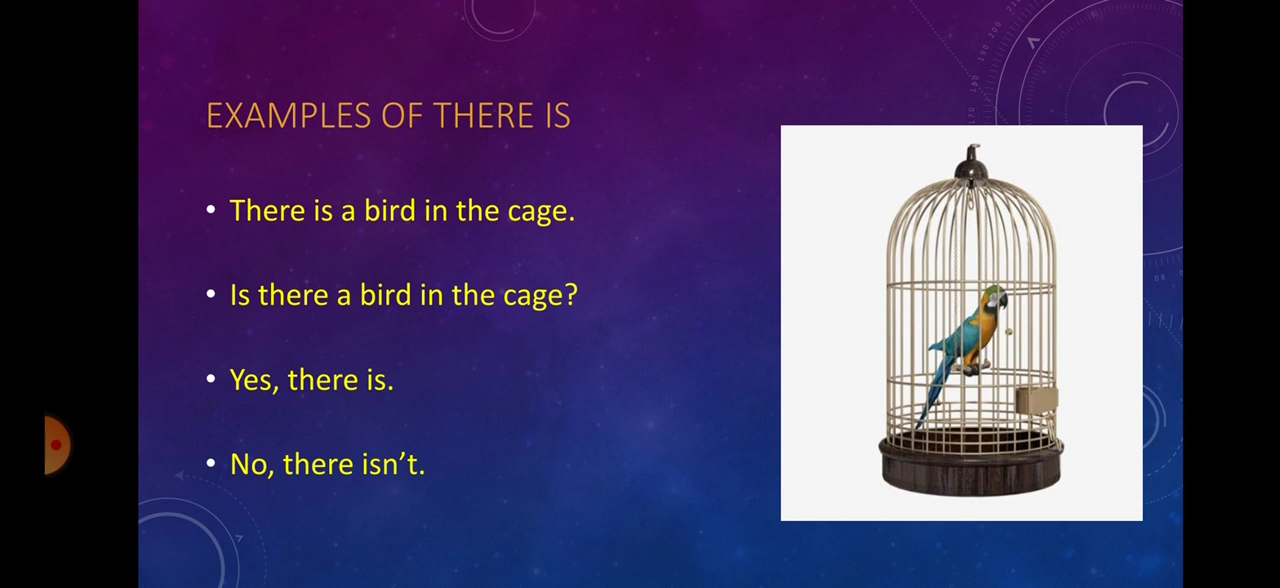 EXAMPLES OF THERE IS
• There is a bird in the cage.
• Is there a bird in the cage?
• Yes, there is.
• No, there isn’t.